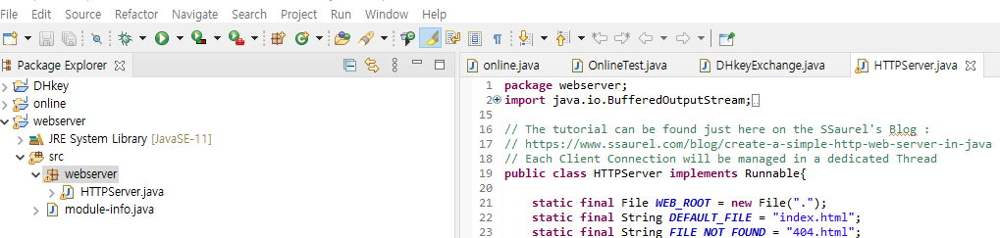 File Edit Source Refactor Navigate Search Project Run Window Help
Package Explorer
DHkey
online
webserver
JRE System Library [JavaSE-11]
src
webserver
HTTPServer.java
module-info.java
online.java OnlineTest.java DHkeyExchange.java HTTPServer.java
1 package webserver;
2 import java.io.BufferedOutputStream;
15
16 // The tutorial can be found just here on the SSaurel's Blog :
17 // https://www.ssaurel.com/blog/create-a-simple-http-web-server-in-java
18 // Each Client Connection will be managed in a dedicated Thread
19 public class HTTPServer implements Runnable{
20
21 static final File WEB_ROOT = new File(".");
22 static final String DEFAULT_FILE = "index.html";
23 static final String FILE_NOT_FOUND = "404.html";